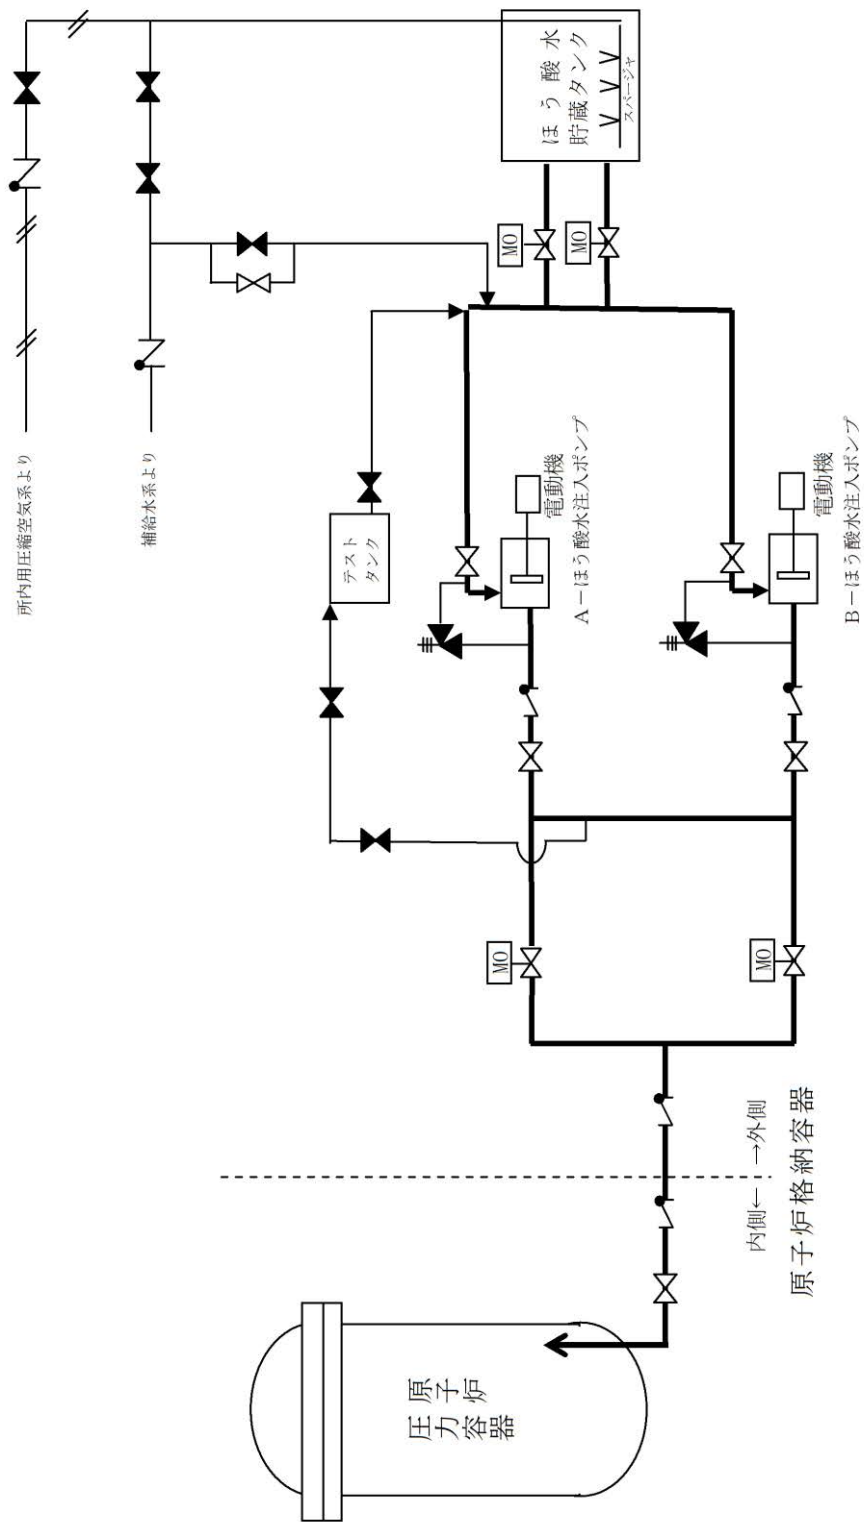 所内用圧縮空気系より
補給水系より
ほう酸水
貯蔵タンク
スパージャ
MO
MO
テスト
タンク
電動機
A－ほう酸水注入ポンプ
電動機
B－ほう酸水注入ポンプ
MO
MO
内側← →外側
原子炉格納容器
原子炉
圧力容器